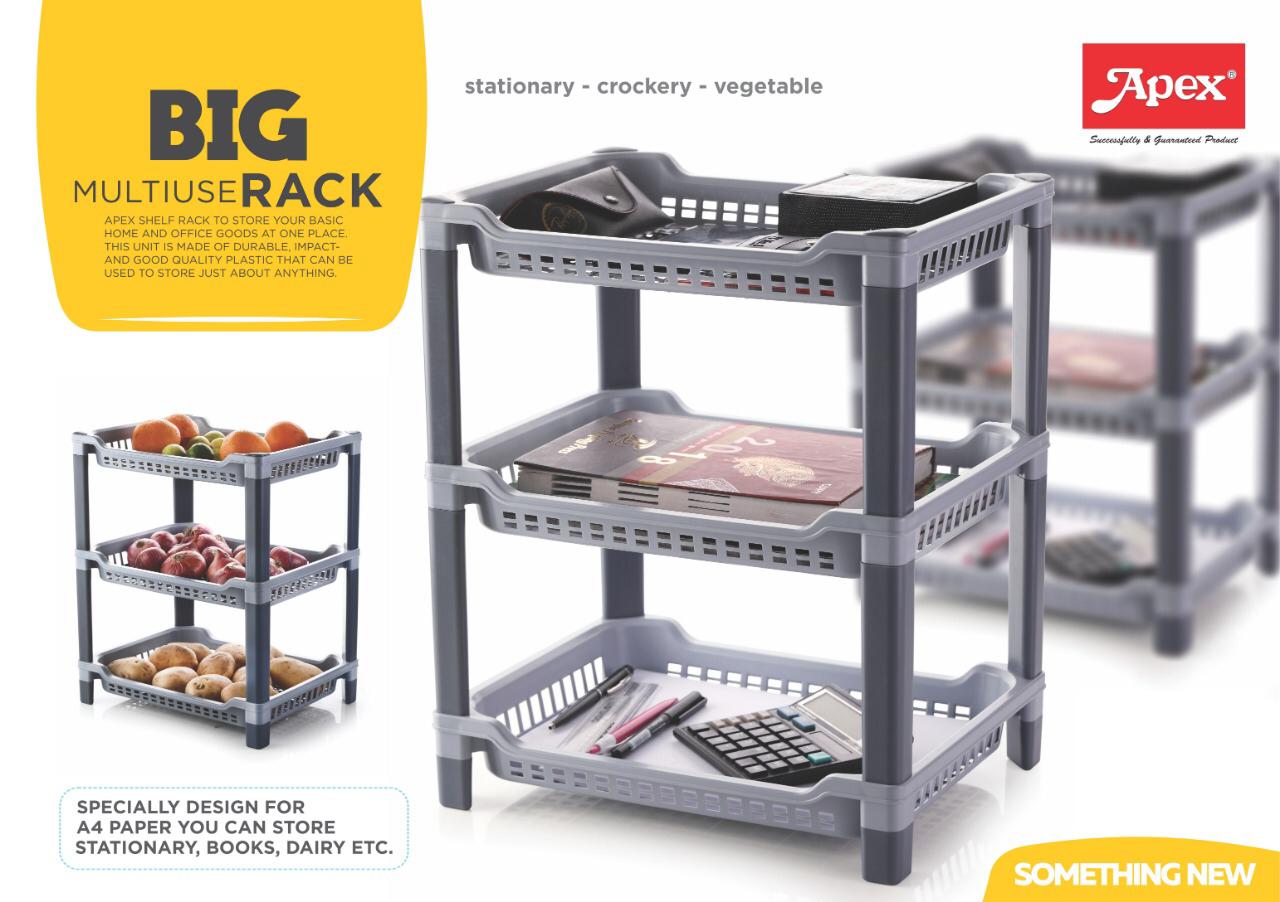 BIG
MULTIUSE RACK
APEX SHELF RACK TO STORE YOUR BASIC
HOME AND OFFICE GOODS AT ONE PLACE.
THIS UNIT IS MADE OF DURABLE, IMPACT-
AND GOOD QUALITY PLASTIC THAT CAN BE
USED TO STORE JUST ABOUT ANYTHING.
stationary - crockery - vegetable
Apex®
Successfully & Guaranteed Product
2018
SPECIALLY DESIGN FOR
A4 PAPER YOU CAN STORE
STATIONARY, BOOKS, DAIRY ETC.
SOMETHING NEW